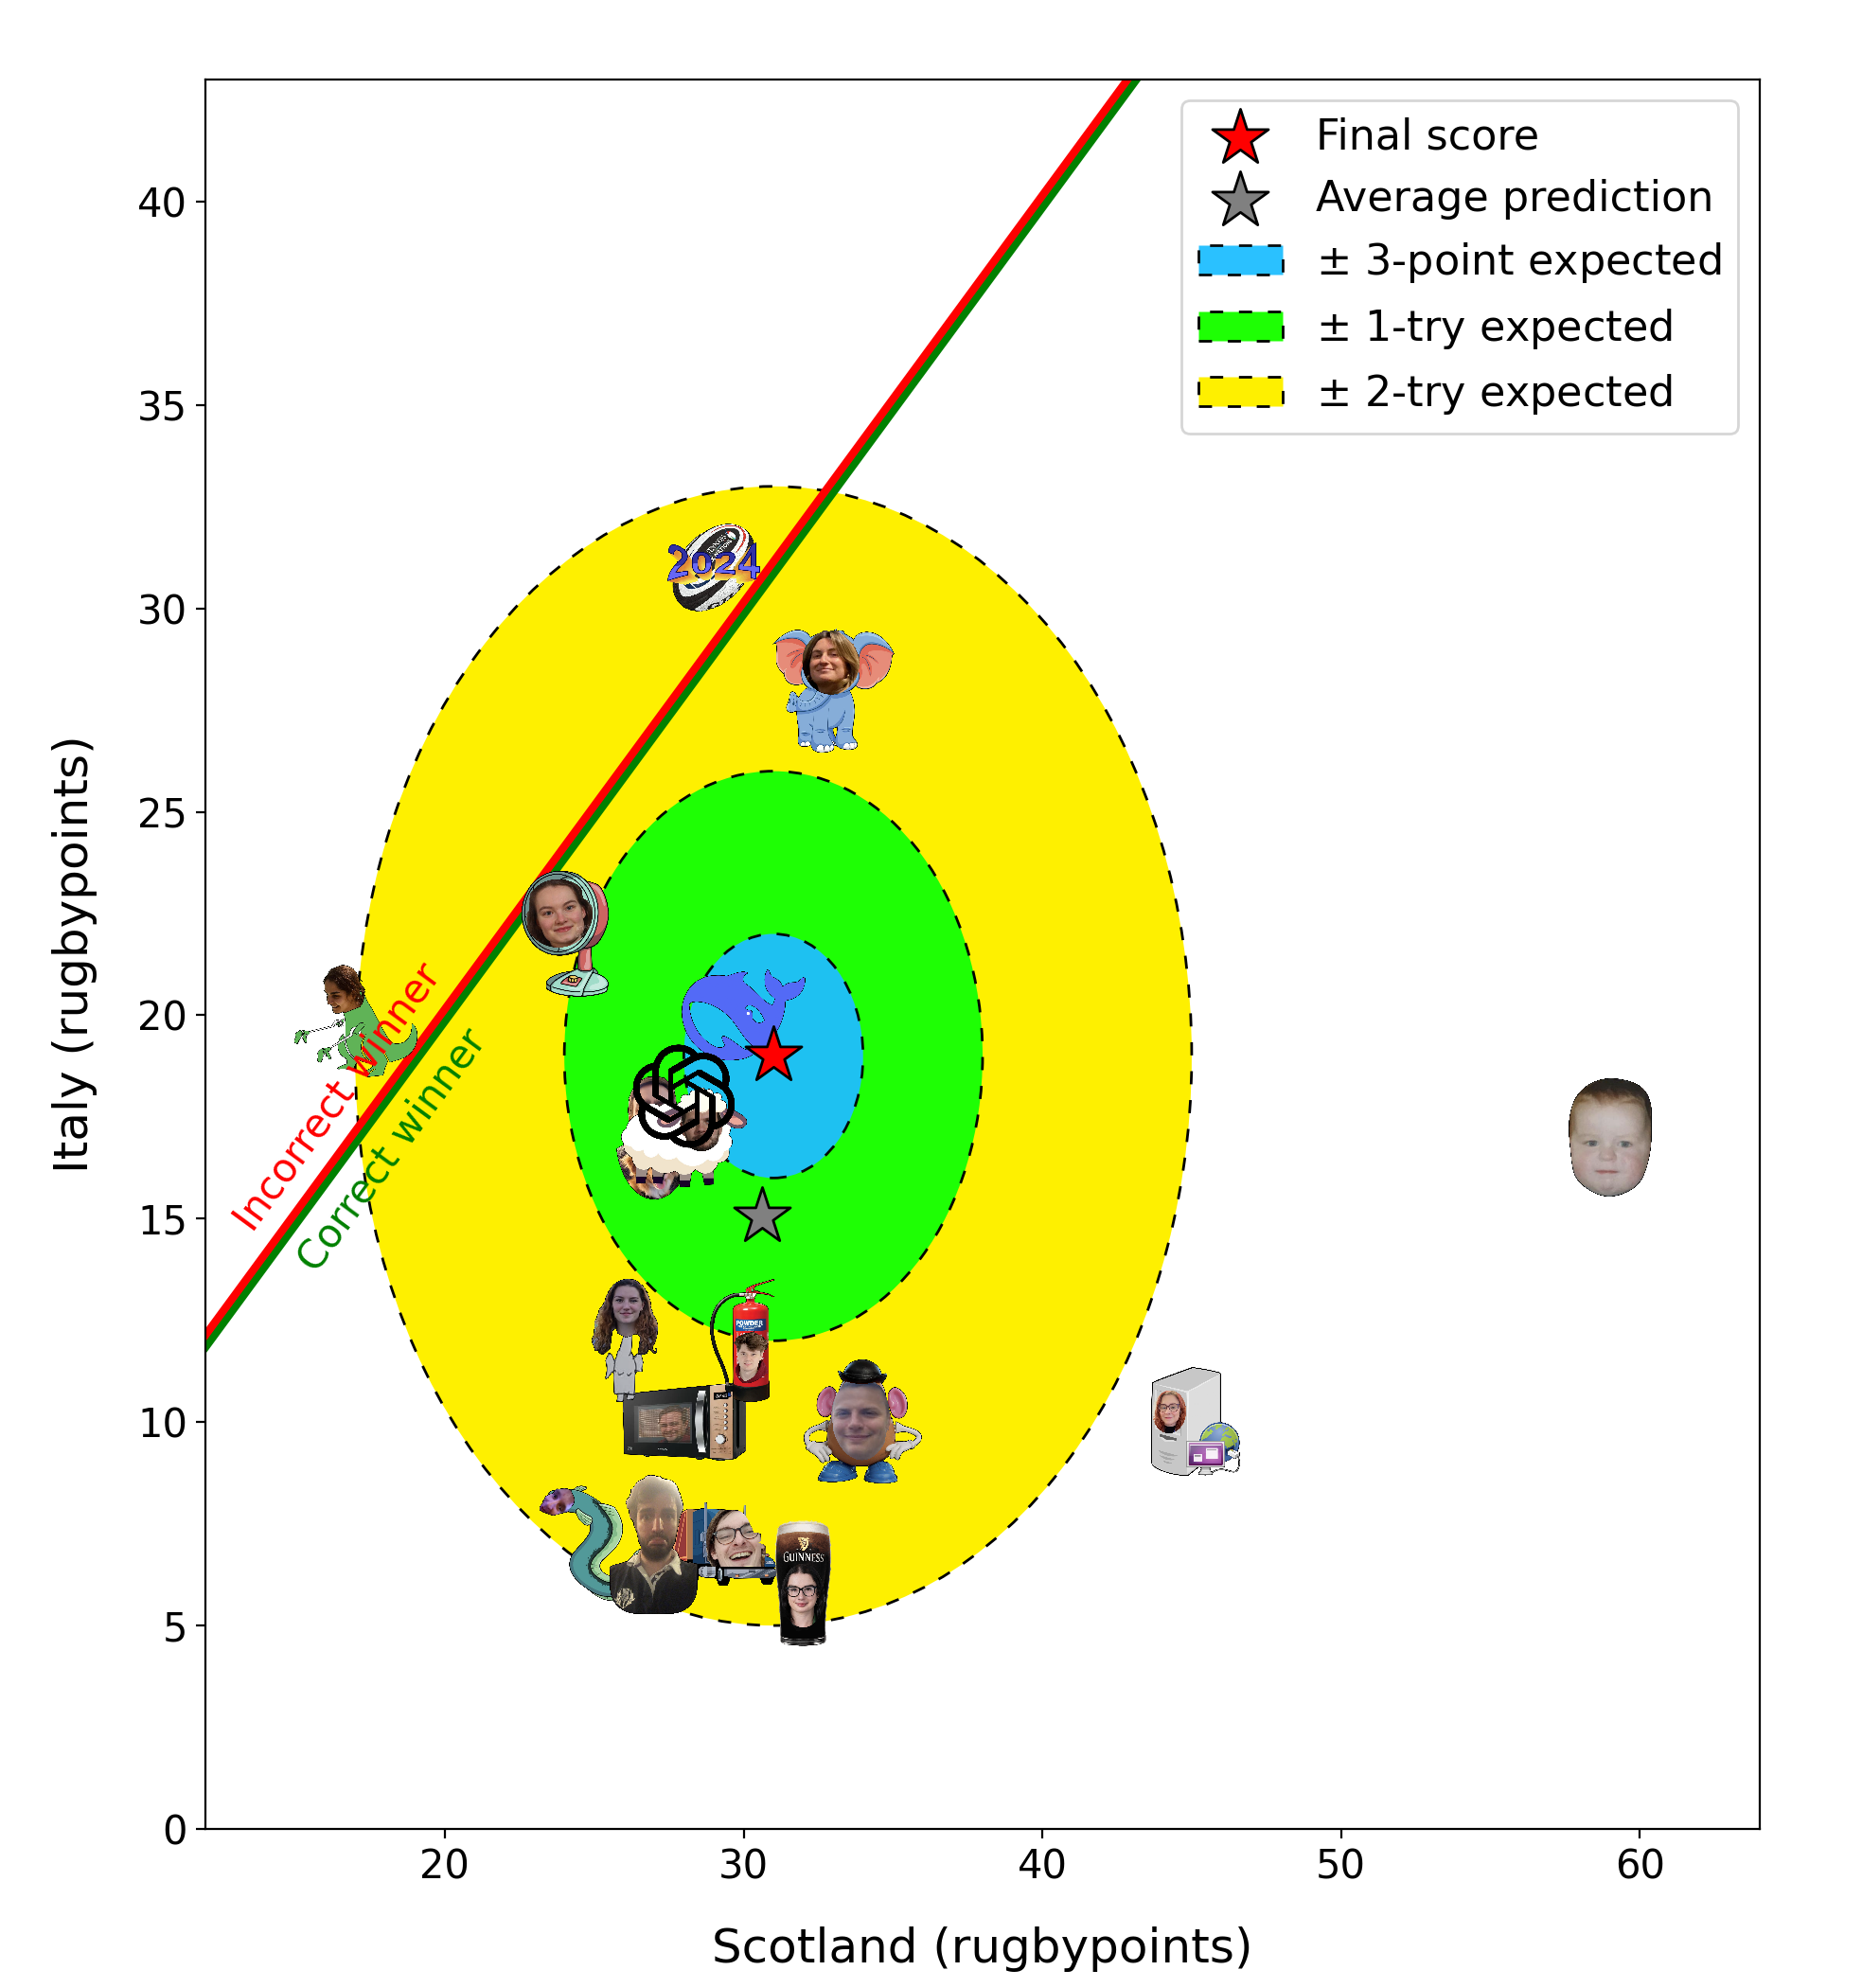 Final score
Average prediction
± 3-point expected
± 1-try expected
± 2-try expected
Italy (rugbypoints)
40
35
30
25
20
15
10
5
0
2024
Incorrect winner
Correct winner
POWDER
GUINNESS
20
30
40
50
60
Scotland (rugbypoints)